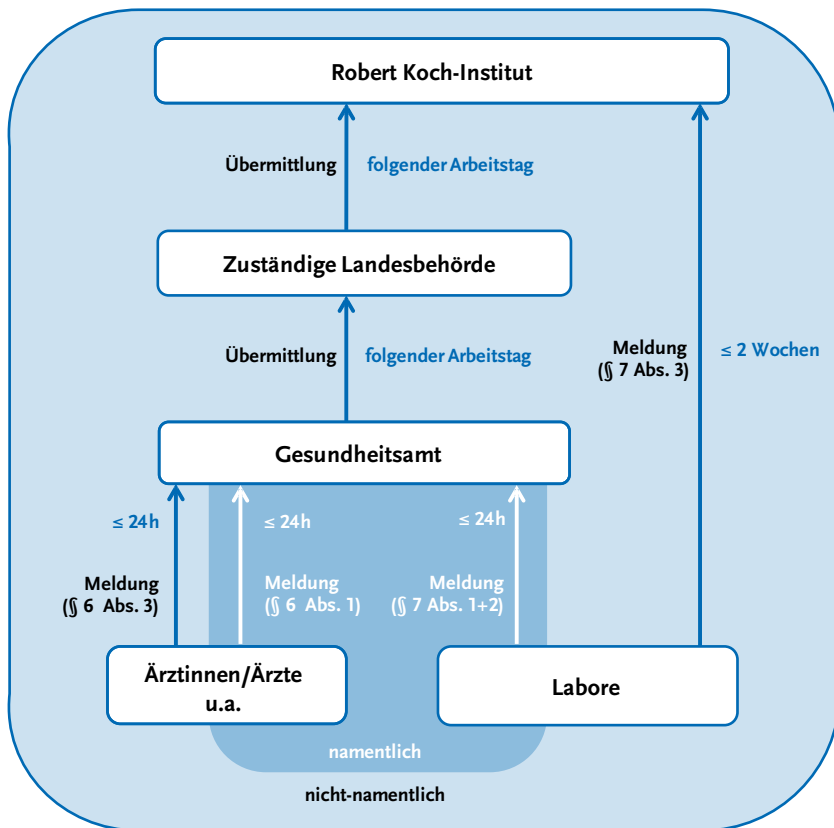 Robert Koch-Institut
Übermittlung folgender Arbeitstag
Zuständige Landesbehörde
Übermittlung folgender Arbeitstag
Meldung
(§ 7 Abs. 3)
≤ 2 Wochen
Gesundheitsamt
≤ 24h
≤ 24h
≤ 24h
Meldung
(§ 6 Abs. 3)
Meldung
(§ 6 Abs. 1)
Meldung
(§ 7 Abs. 1+2)
Ärztinnen/Ärzte
u.a.
Labore
namentlich
nicht-namentlich